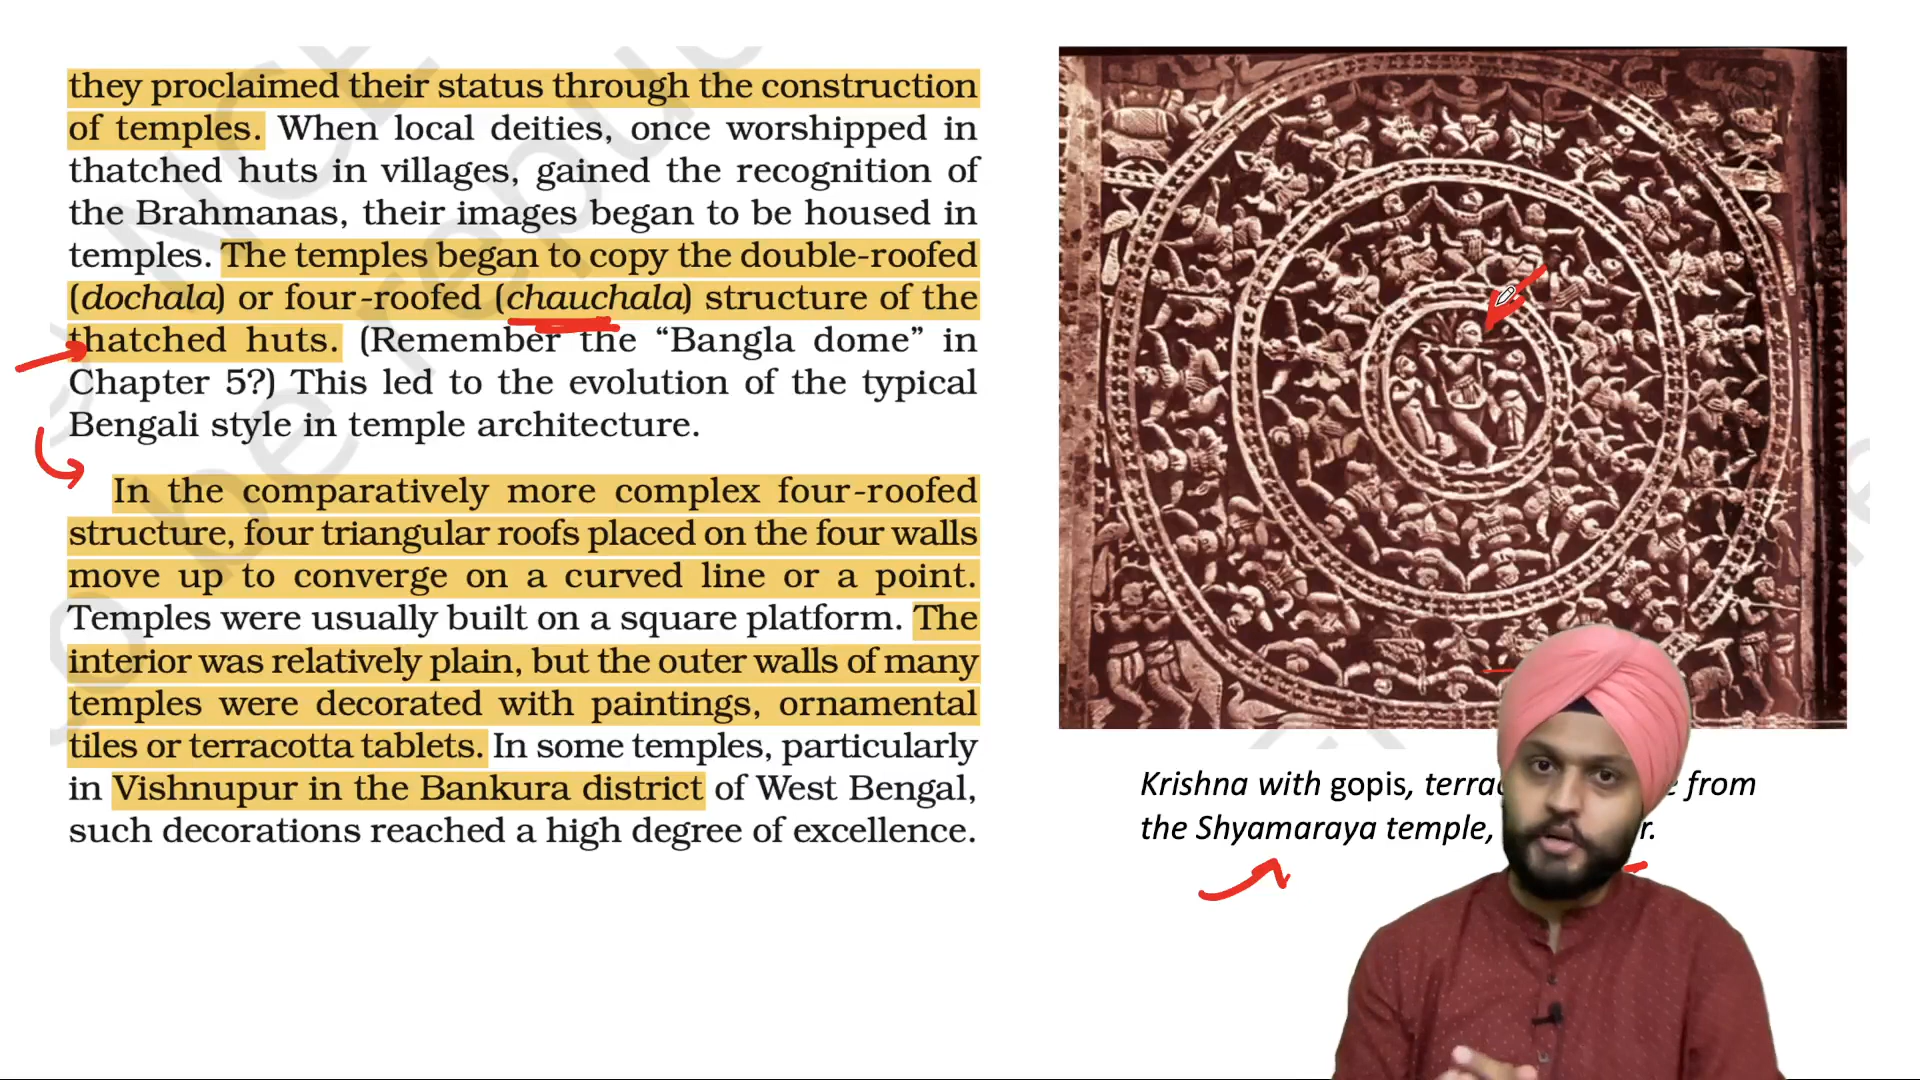 they proclaimed their status through the construction
of temples. When local deities, once worshipped in
thatched huts in villages, gained the recognition of
the Brahmanas, their images began to be housed in
temples. The temples began to copy the double-roofed
(dochala) or four-roofed (chauchala) structure of the
thatched huts. (Remember the “Bangla dome” in
Chapter 5?) This led to the evolution of the typical
Bengali style in temple architecture.
In the comparatively more complex four-roofed
structure, four triangular roofs placed on the four walls
move up to converge on a curved line or a point.
Temples were usually built on a square platform. The
interior was relatively plain, but the outer walls of many
temples were decorated with paintings, ornamental
tiles or terracotta tablets. In some temples, particularly
in Vishnupur in the Bankura district of West Bengal,
such decorations reached a high degree of excellence.
Krishna with gopis, from
the Shyamaraya temple,